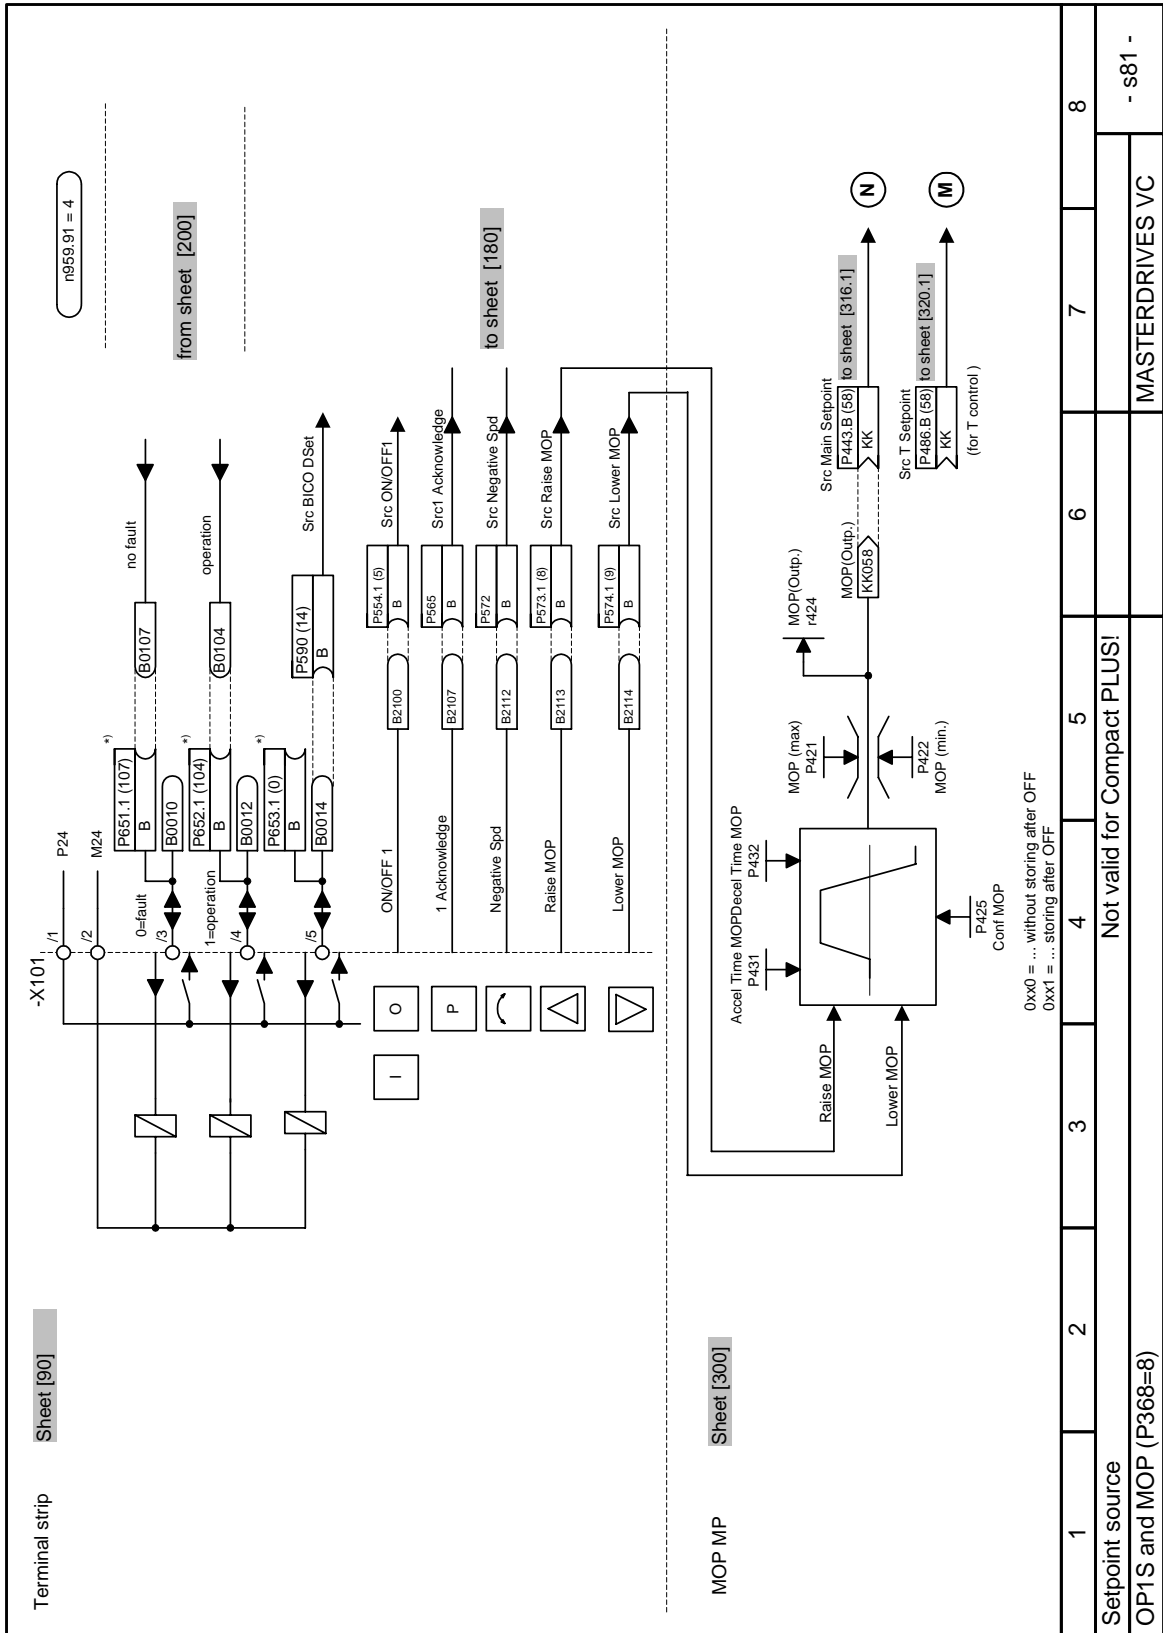 Terminal strip
Sheet [90]
-X101
/1
P24
/2
M24
n959.91 = 4
/3
0=fault
P651.1 (107)
B
*)
B0010
B0107
no fault
from sheet [200]
/4
1=operation
P652.1 (104)
B
*)
B0012
B0104
operation
/5
P653.1 (0)
B
*)
B0014
P590 (14)
B
Src BICO DSet
I
O
ON/OFF 1
B2100
P554.1 (5)
B
Src ON/OFF1
P
1 Acknowledge
B2107
P565
B
Src1 Acknowledge
to sheet [180]
Negative Spd
B2112
P572
B
Src Negative Spd
Raise MOP
B2113
P573.1 (8)
B
Src Raise MOP
Lower MOP
B2114
P574.1 (9)
B
Src Lower MOP
MOP MP
Sheet [300]
Accel Time MOP
P431
Decel Time MOP
P432
MOP (max)
P421
MOP(Outp.)
r424
Raise MOP
Lower MOP
P422
MOP (min.)
MOP(Outp.)
KK058
Src Main Setpoint
P443.B (58)
KK
to sheet [316.1]
N
Src T Setpoint
P486.B (58)
KK
to sheet [320.1]
(for T control )
M
P425
Conf MOP
0xx0 = ... without storing after OFF
0xx1 = ... storing after OFF
1
2
3
4
5
6
7
8
Setpoint source
Not valid for Compact PLUS!
- s81 -
OP1S and MOP (P368=8)
MASTERDRIVES VC